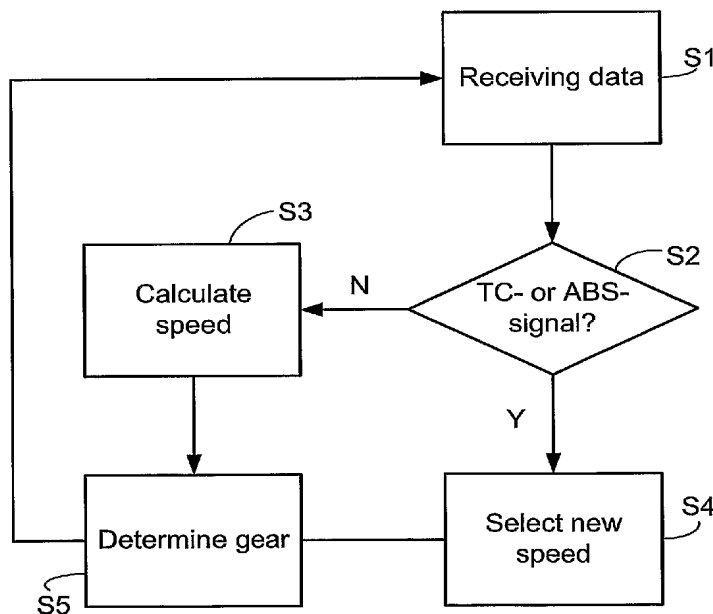 Receiving data
S1
S3
S2
Calculate
speed
N
TC- or ABS-
signal?
Y
S4
Determine gear
Select new
speed
S5